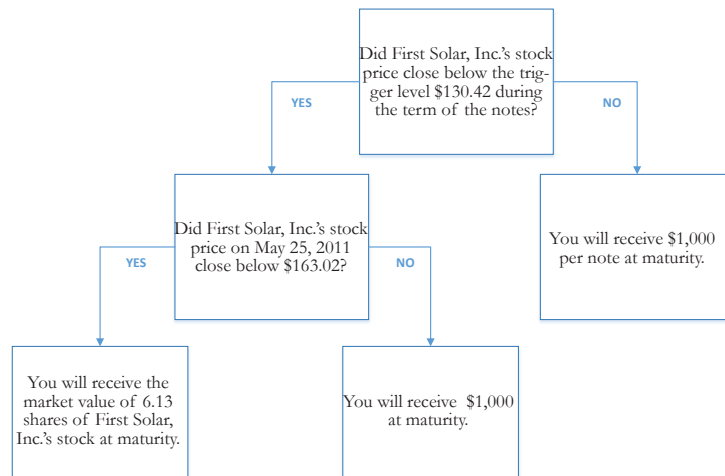 Did First Solar, Inc.'s stock
price close below the trig-
ger level $130.42 during
the term of the notes?
YES
NO
Did First Solar, Inc.'s stock
price on May 25, 2011
close below $163.02?
You will receive $1,000
per note at maturity.
YES
NO
You will receive the
market value of 6.13
shares of First Solar,
Inc.'s stock at maturity.
You will receive $1,000
at maturity.